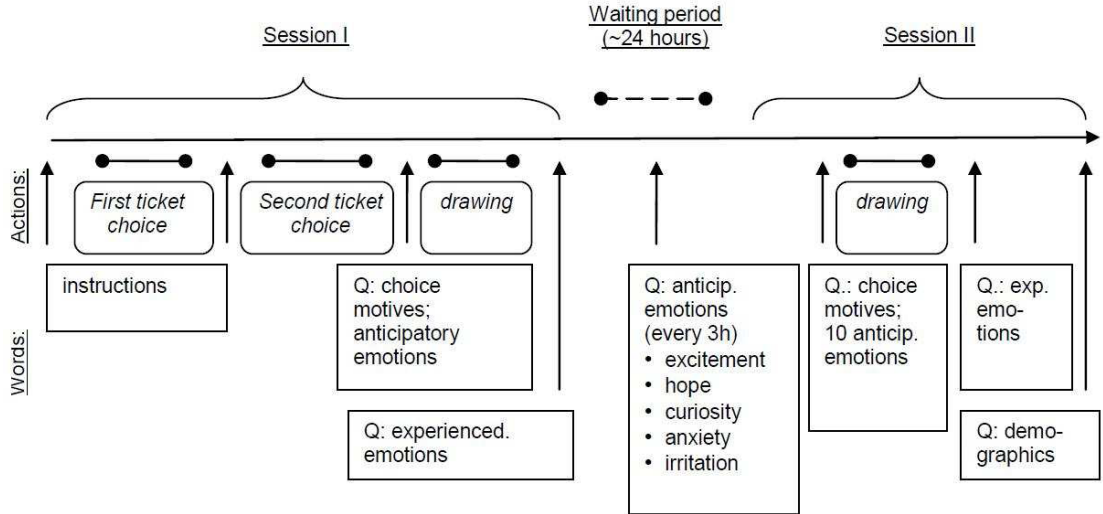 Session I
Waiting period
(~24 hours)
Session II
Actions:
First ticket
choice
Second ticket
choice
drawing
drawing
Words:
instructions
Q: choice
motives;
anticipatory
emotions
Q: experienced.
emotions
Q: anticip.
emotions
(every 3h)
• excitement
• hope
• curiosity
• anxiety
• irritation
Q.: choice
motives;
10 anticip.
emotions
Q.: exp.
emo-
tions
Q: demo-
graphics